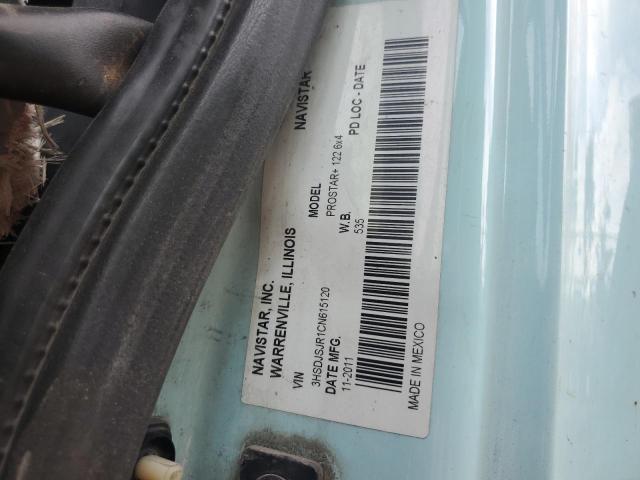 NAVISTAR, INC. NAVISTAR
WARRENVILLE, ILLINOIS
VIN MODEL
3HSDJSJR1CN615120 PROSTAR+ 122 6x4
DATE MFG. W.B. PD LOC - DATE
11-2011 535
MADE IN MEXICO